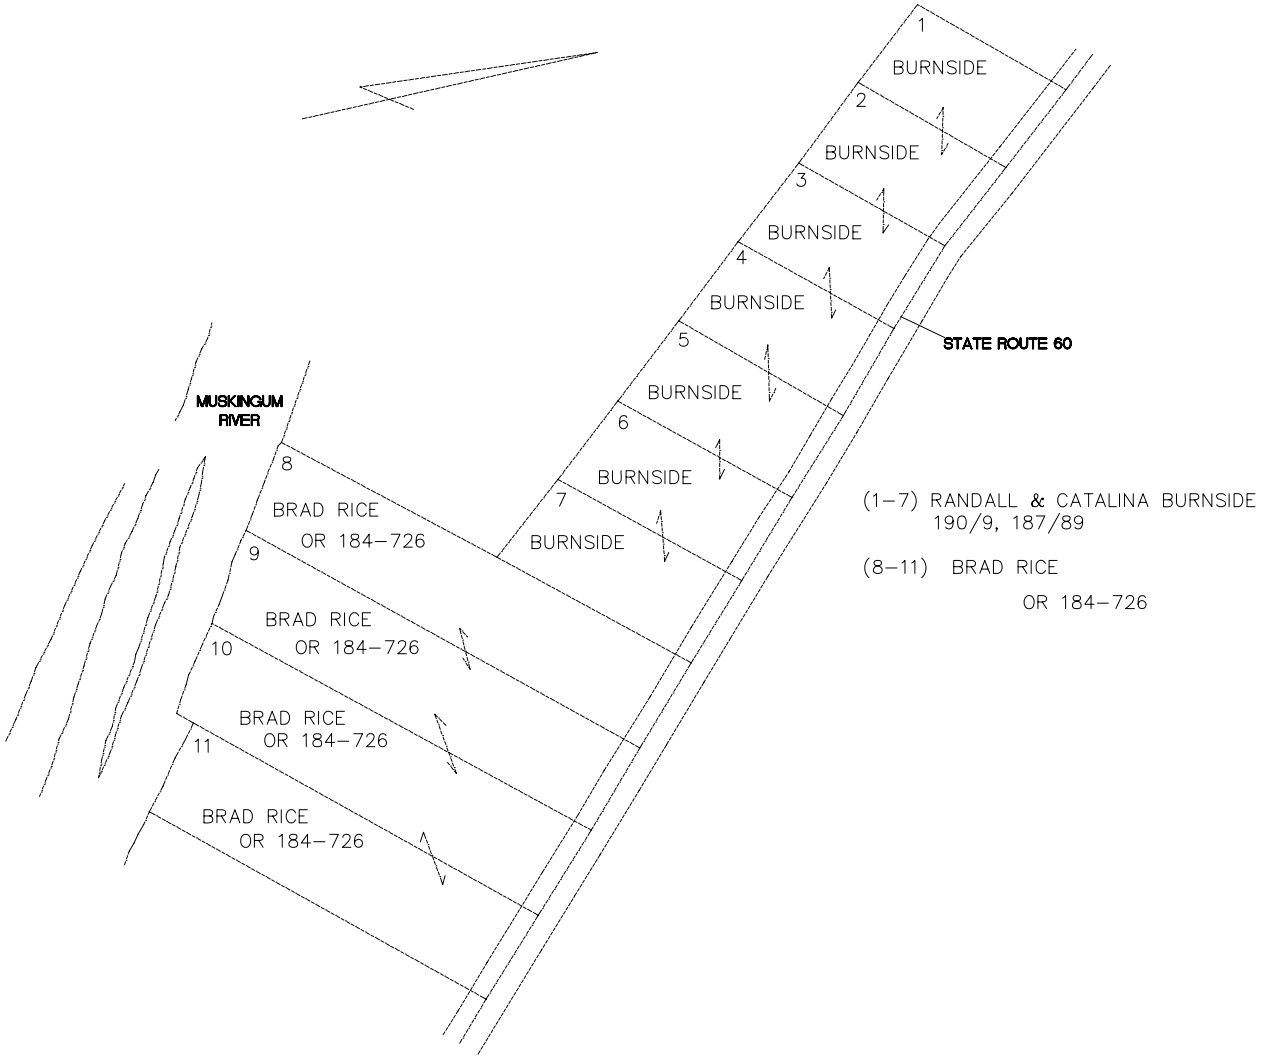 1
BURNSIDE
2
BURNSIDE
3
BURNSIDE
4
BURNSIDE
5
BURNSIDE
6
BURNSIDE
7
BURNSIDE
STATE ROUTE 60
MUSKINGUM
RIVER
8
BRAD RICE
OR 184-726
9
BRAD RICE
OR 184-726
10
BRAD RICE
OR 184-726
11
BRAD RICE
OR 184-726
(1-7) RANDALL & CATALINA BURNSIDE
190/9, 187/89
(8-11) BRAD RICE
OR 184-726